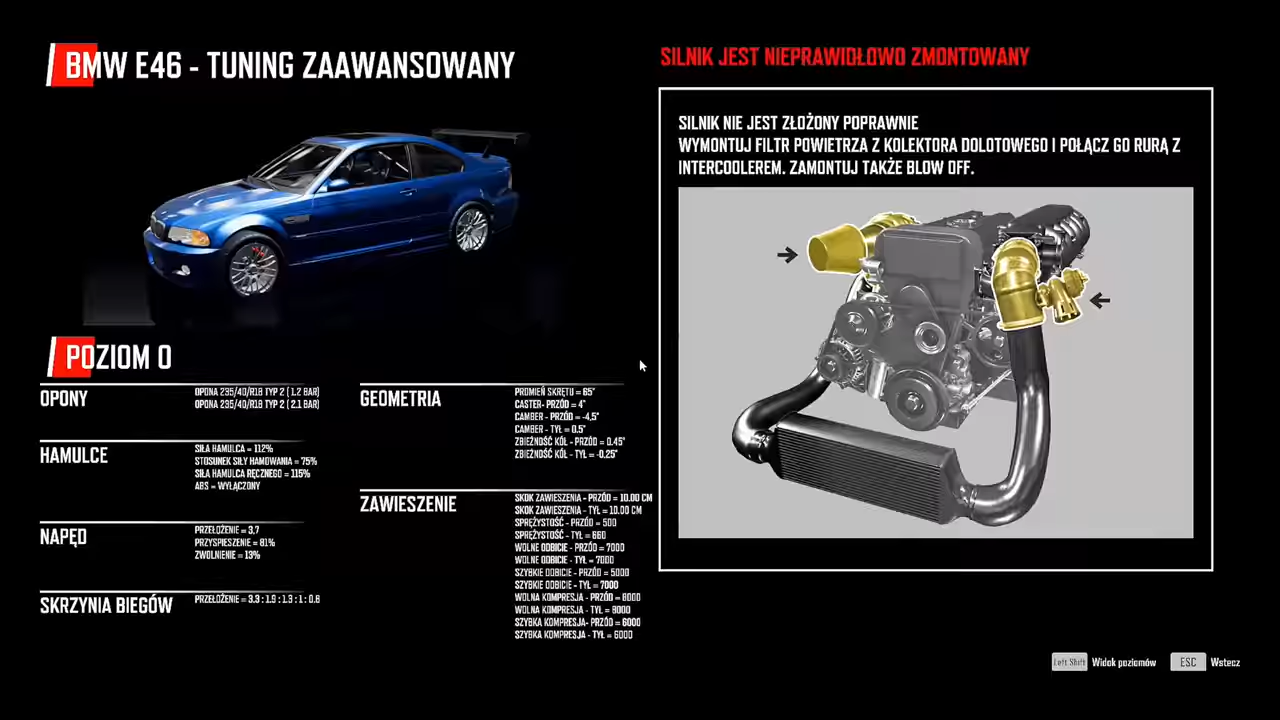 BMW E46 - TUNING ZAAWANSOWANY
SILNIK JEST NIEPRAWIDŁOWO ZMONTOWANY
SILNIK NIE JEST ZŁOŻONY POPRAWNIE
WYMONTUJ FILTR POWIETRZA Z KOLEKTORA DOLOTOWEGO I POŁĄCZ GO RURĄ Z
INTERCOOLEREM. ZAMONTUJ TAKŻE BLOW OFF.
POZIOM 0
OPONY
OPONA 235/40/R18 TYP 2 ( 1.2 BAR)
OPONA 235/40/R18 TYP 2 ( 2.1 BAR)
HAMULCE
SIŁA HAMULCA = 112%
STOSUNEK SIŁY HAMOWANIA = 75%
SIŁA HAMULCA RĘCZNEGO = 115%
ABS = WYŁĄCZONY
NAPĘD
PRZEŁOŻENIE = 3,7
PRZYSPIESZENIE = 81%
ZWOLNIENIE = 19%
SKRZYNIA BIEGÓW
PRZEŁOŻENIE = 3.3 : 1.9 : 1.3 : 1 : 0.8
GEOMETRIA
PROMIEŃ SKRĘTU = 65°
CASTER- PRZÓD = 4°
CAMBER - PRZÓD = -4,5°
CAMBER - TYŁ = 0.5°
ZBIEŻNOŚĆ KÓŁ - PRZÓD = 0.45°
ZBIEŻNOŚĆ KÓŁ - TYŁ = -0.25°
ZAWIESZENIE
SKOK ZAWIESZENIA - PRZÓD = 10.00 CM
SKOK ZAWIESZENIA - TYŁ = 10.00 CM
SPRĘŻYSTOŚĆ - PRZÓD = 500
SPRĘŻYSTOŚĆ - TYŁ = 660
WOLNE ODBICIE - PRZÓD = 7000
WOLNE ODBICIE - TYŁ = 7000
SZYBKIE ODBICIE - PRZÓD = 5000
SZYBKIE ODBICIE - TYŁ = 7000
WOLNA KOMPRESJA - PRZÓD = 8000
WOLNA KOMPRESJA - TYŁ = 8000
SZYBKA KOMPRESJA- PRZÓD = 6000
SZYBKA KOMPRESJA - TYŁ = 6000
Left Shift Widok poziomów ESC Wstecz